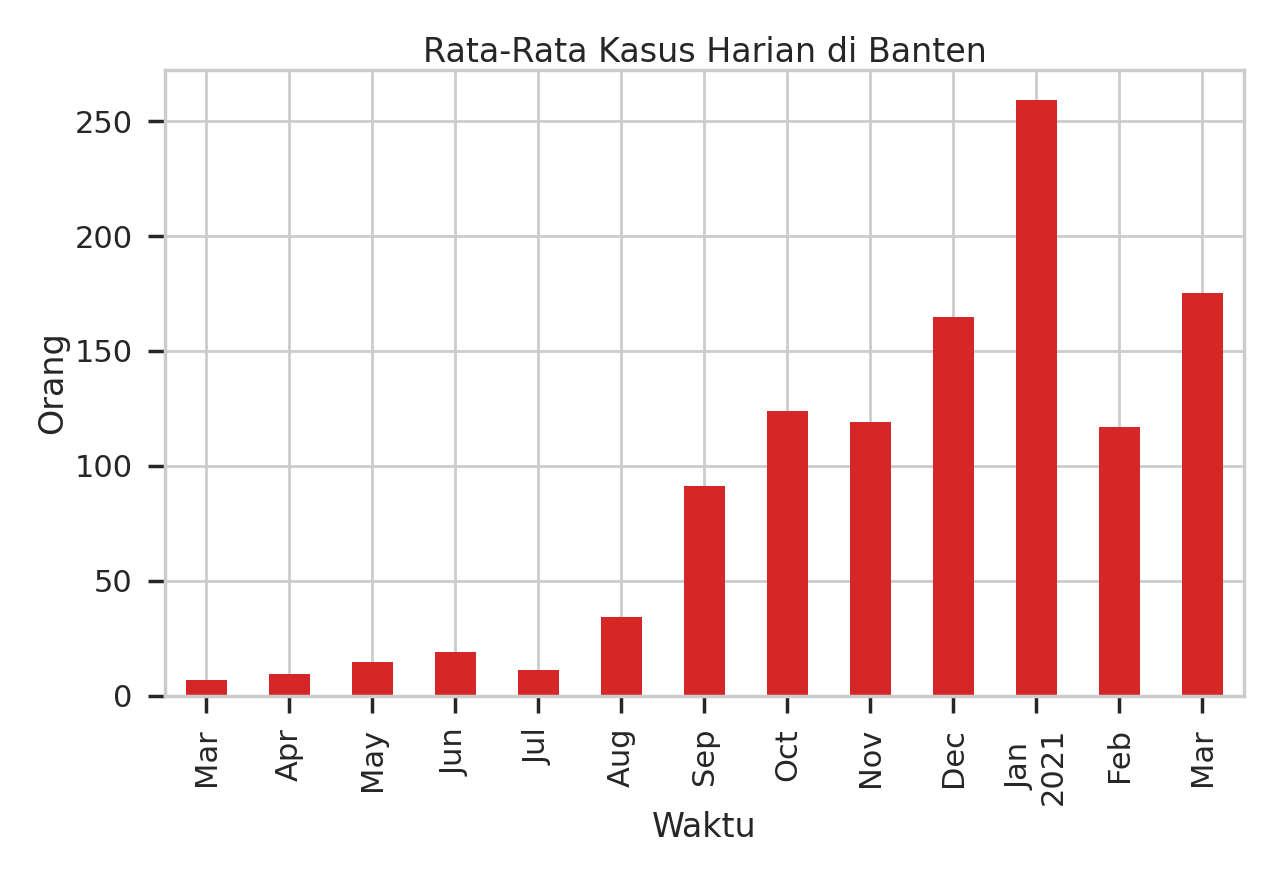 Rata-Rata Kasus Harian di Banten
Orang
250
200
150
100
50
0
Mar
Apr
May
Jun
Jul
Aug
Sep
Oct
Nov
Dec
Jan
2021
Feb
Mar
Waktu